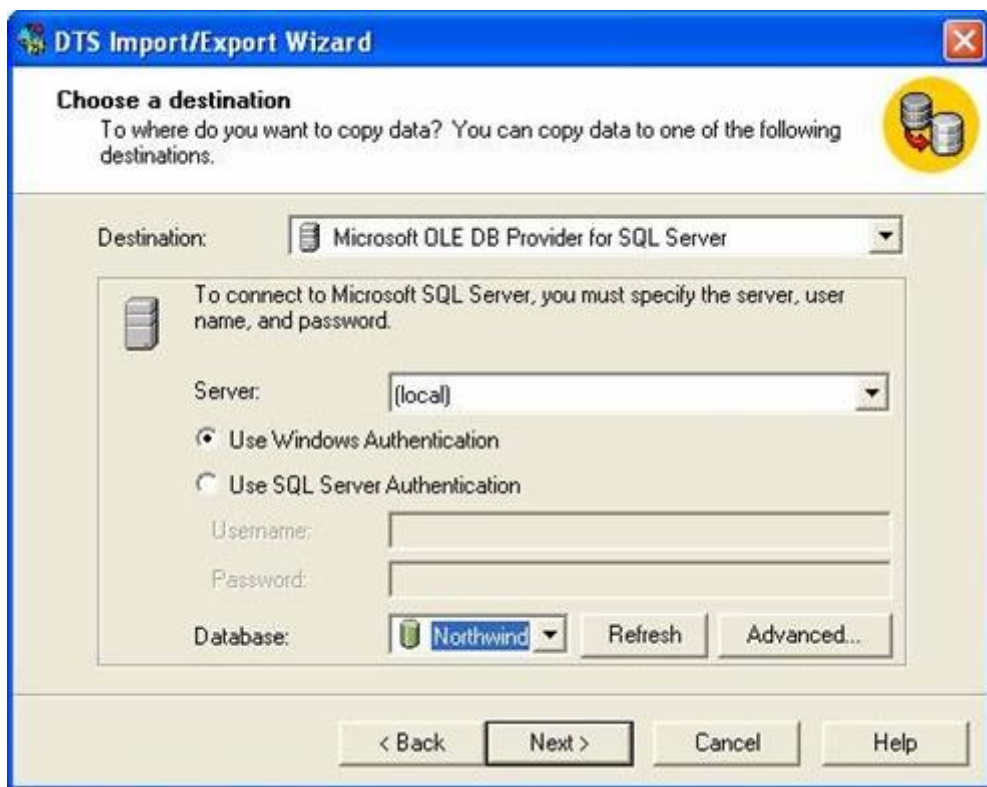 DTS Import/Export Wizard
Choose a destination
To where do you want to copy data? You can copy data to one of the following
destinations.
Destination: Microsoft OLE DB Provider for SQL Server
To connect to Microsoft SQL Server, you must specify the server, user
name, and password.
Server: (local)
Use Windows Authentication
Use SQL Server Authentication
Username:
Password:
Database: Northwind Refresh Advanced...
< Back Next > Cancel Help